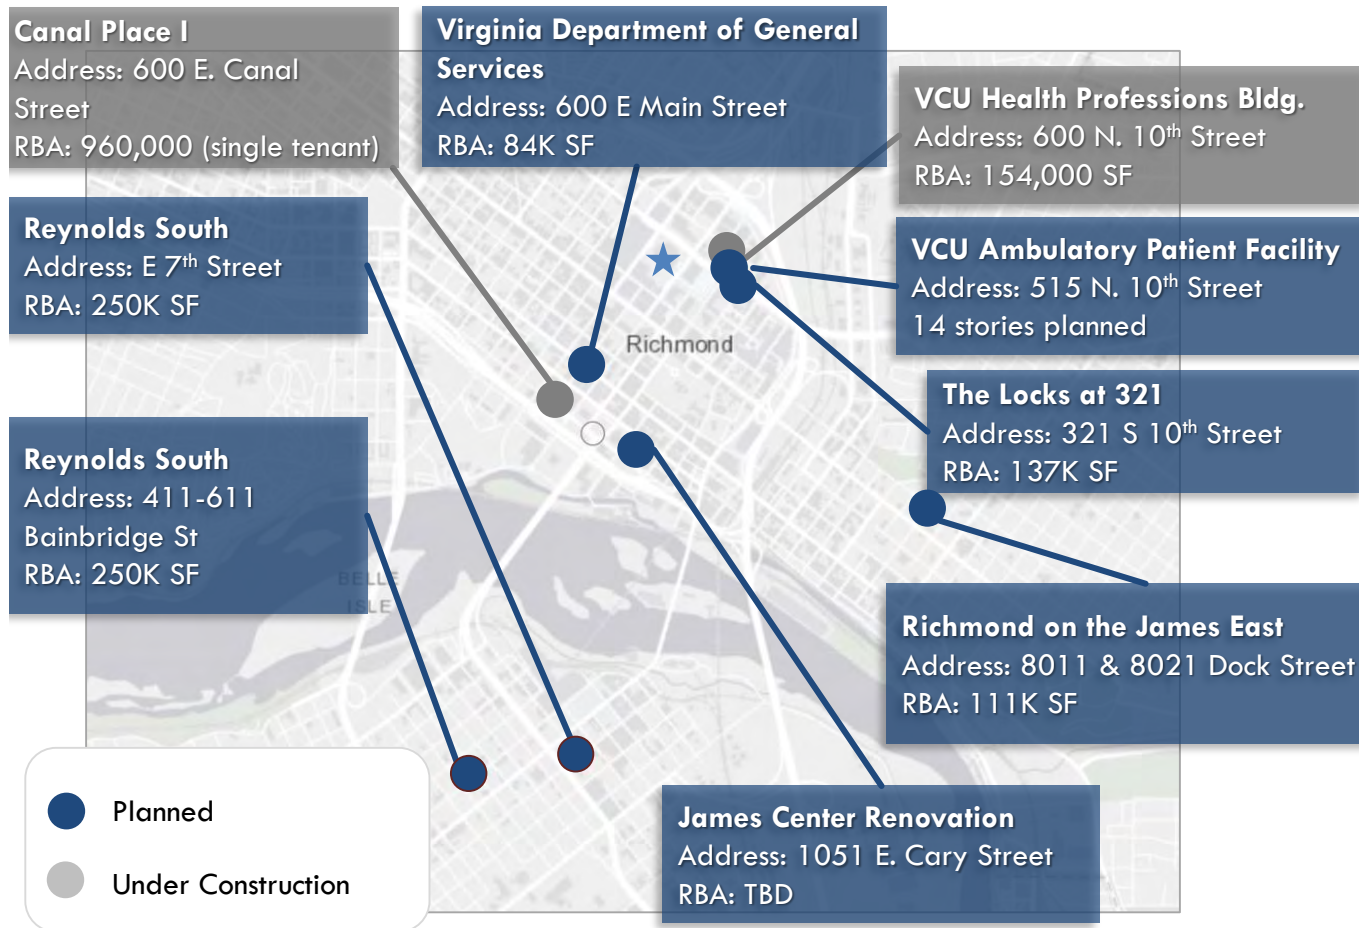 Canal Place I
Address: 600 E. Canal
Street
RBA: 960,000 (single tenant)
Virginia Department of General
Services
Address: 600 E Main Street
RBA: 84K SF
VCU Health Professions Bldg.
Address: 600 N. 10th Street
RBA: 154,000 SF
Reynolds South
Address: E 7th Street
RBA: 250K SF
VCU Ambulatory Patient Facility
Address: 515 N. 10th Street
14 stories planned
Richmond
The Locks at 321
Address: 321 S 10th Street
RBA: 137K SF
Reynolds South
Address: 411-611
Bainbridge St
RBA: 250K SF
BELLE
ISLE
Richmond on the James East
Address: 8011 & 8021 Dock Street
RBA: 111K SF
James Center Renovation
Address: 1051 E. Cary Street
RBA: TBD
Planned
Under Construction